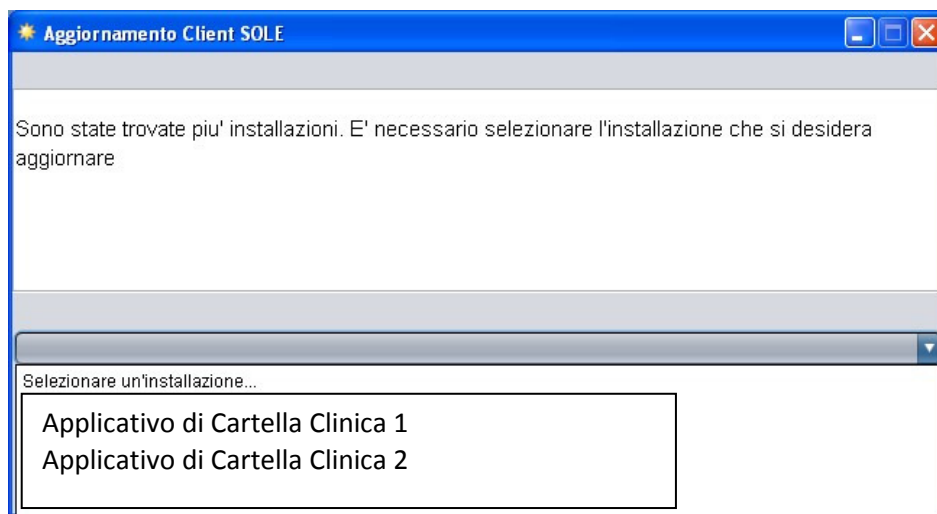 Aggiornamento Client SOLE
Sono state trovate piu' installazioni. E' necessario selezionare l'installazione che si desidera
aggiornare
Selezionare un'installazione...
Applicativo di Cartella Clinica 1
Applicativo di Cartella Clinica 2